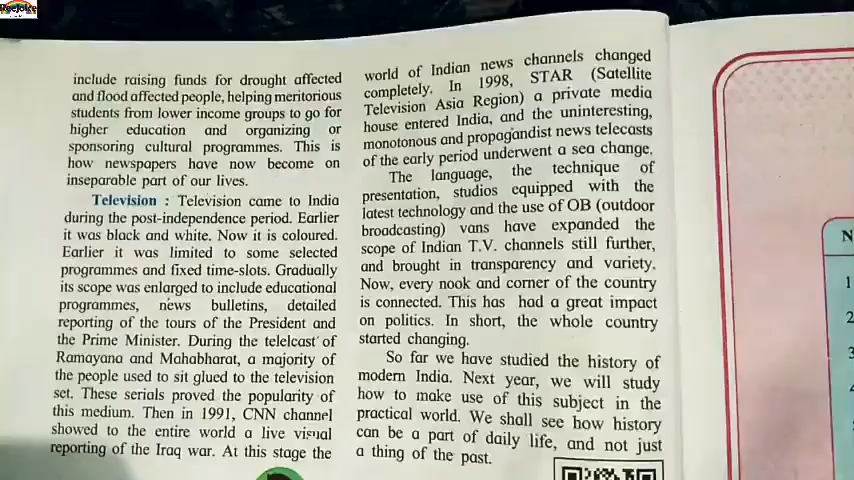 Reejoice
include raising funds for drought affected
and flood affected people, helping meritorious
students from lower income groups to go for
higher education and organizing or
sponsoring cultural programmes. This is
how newspapers have now become on
inseparable part of our lives.
Television : Television came to India
during the post-independence period. Earlier
it was black and white. Now it is coloured.
Earlier it was limited to some selected
programmes and fixed time-slots. Gradually
its scope was enlarged to include educational
programmes, news bulletins, detailed
reporting of the tours of the President and
the Prime Minister. During the telelcast of
Ramayana and Mahabharat, a majority of
the people used to sit glued to the television
set. These serials proved the popularity of
this medium. Then in 1991, CNN channel
showed to the entire world a live visual
reporting of the Iraq war. At this stage the
world of Indian news channels changed
completely. In 1998, STAR (Satellite
Television Asia Region) a private media
house entered India, and the uninteresting,
monotonous and propagandist news telecasts
of the early period underwent a sea change.
The language, the technique of
presentation, studios equipped with the
latest technology and the use of OB (outdoor
broadcasting) vans have expanded the
scope of Indian T.V. channels still further,
and brought in transparency and variety.
Now, every nook and corner of the country
is connected. This has had a great impact
on politics. In short, the whole country
started changing.
So far we have studied the history of
modern India. Next year, we will study
how to make use of this subject in the
practical world. We shall see how history
can be a part of daily life, and not just
a thing of the past.
N
1
2
3